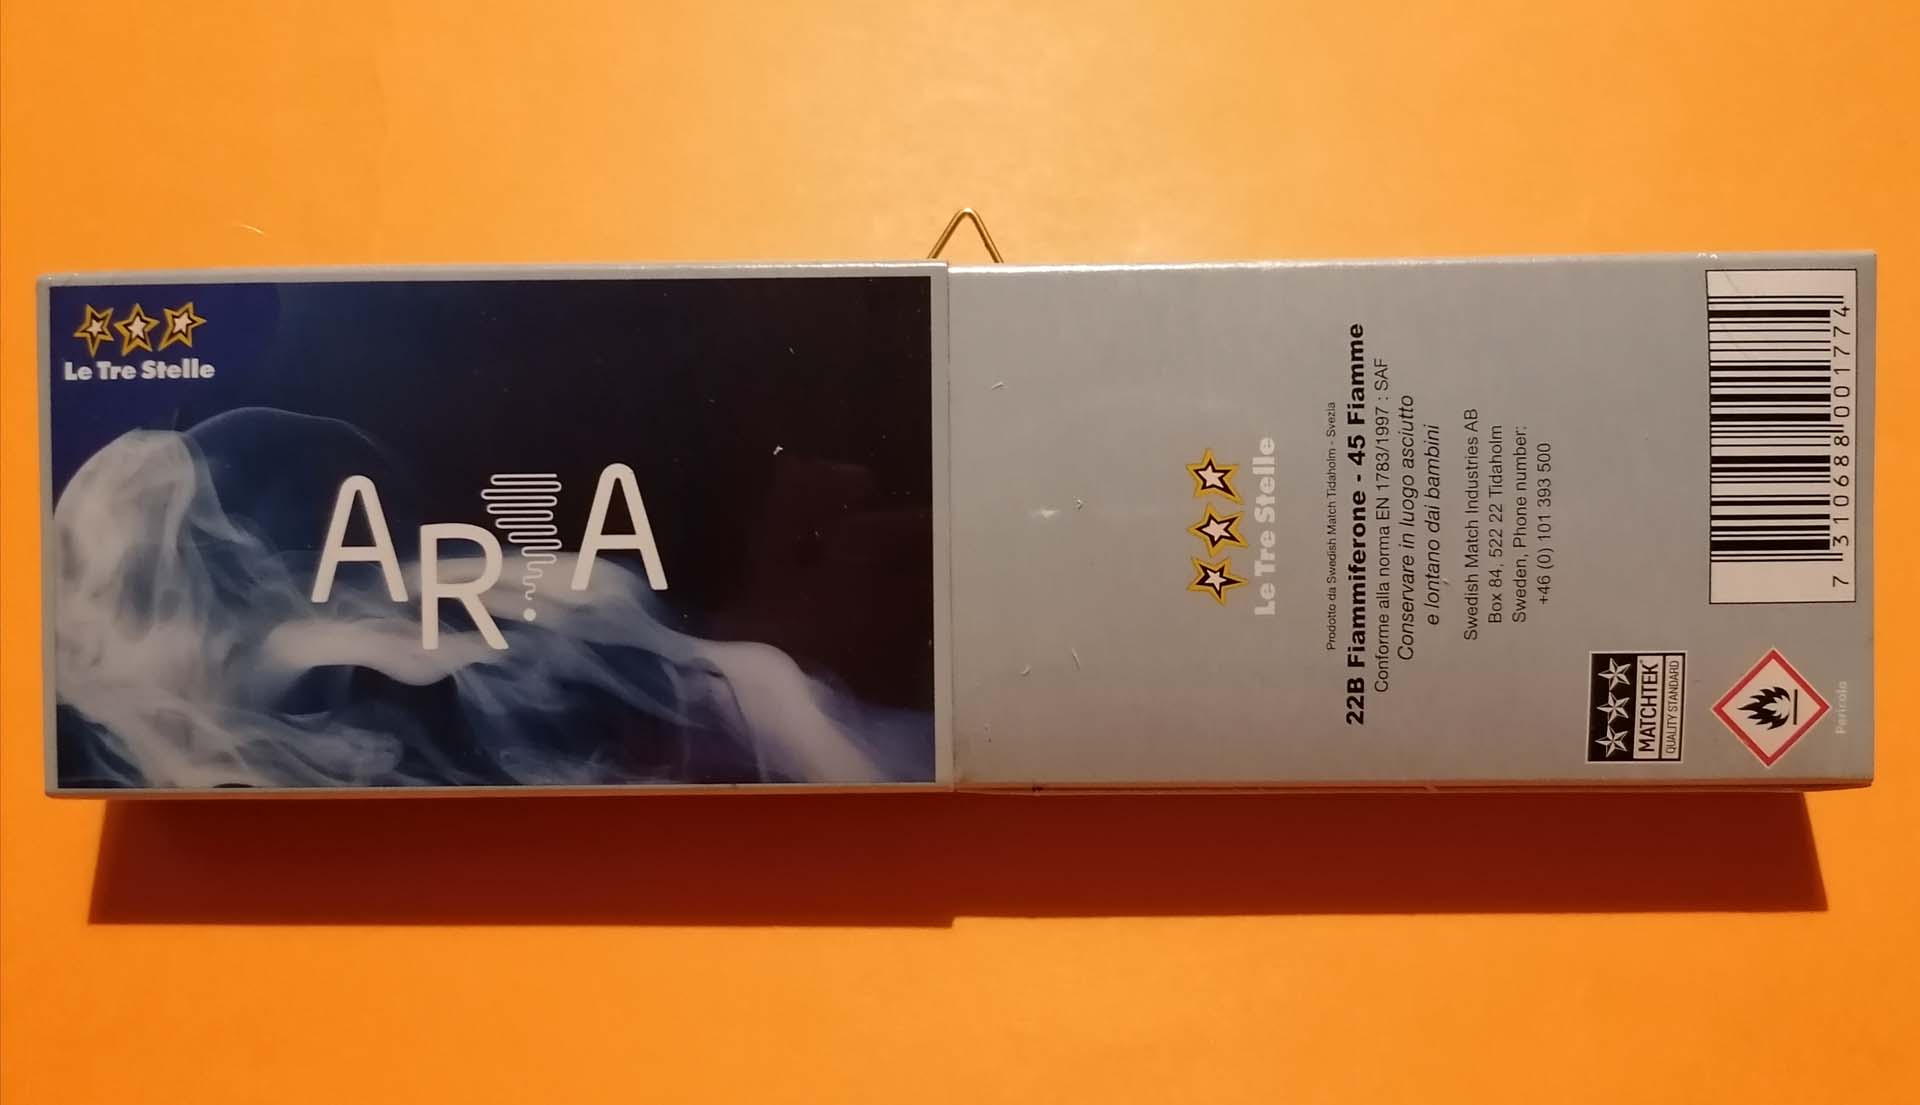 Le Tre Stelle
ARIA
Le Tre Stelle
Prodotto da Swedish Match Tidaholm - Svezia
22B Fiammiferone - 45 Fiamme
Conforme alla norma EN 1783/1997 : SAF
Conservare in luogo asciutto
e lontano dai bambini
Swedish Match Industries AB
Box 84, 522 22 Tidaholm
Sweden, Phone number:
+46 (0) 101 393 500
MATCHTEK
QUALITY STANDARD
Pericolo
7 310688 001774